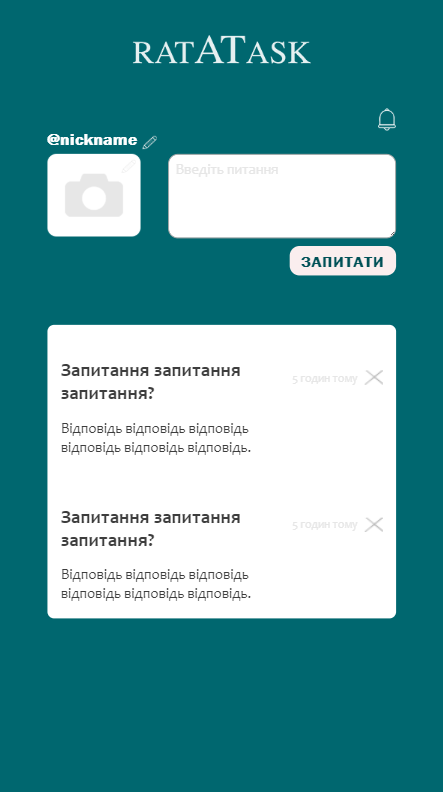 RATATASK
@nickname
Введіть питання
ЗАПИТАТИ
Запитання запитання
запитання?
5 годин тому
Відповідь відповідь відповідь
відповідь відповідь відповідь.
Запитання запитання
запитання?
5 годин тому
Відповідь відповідь відповідь
відповідь відповідь відповідь.